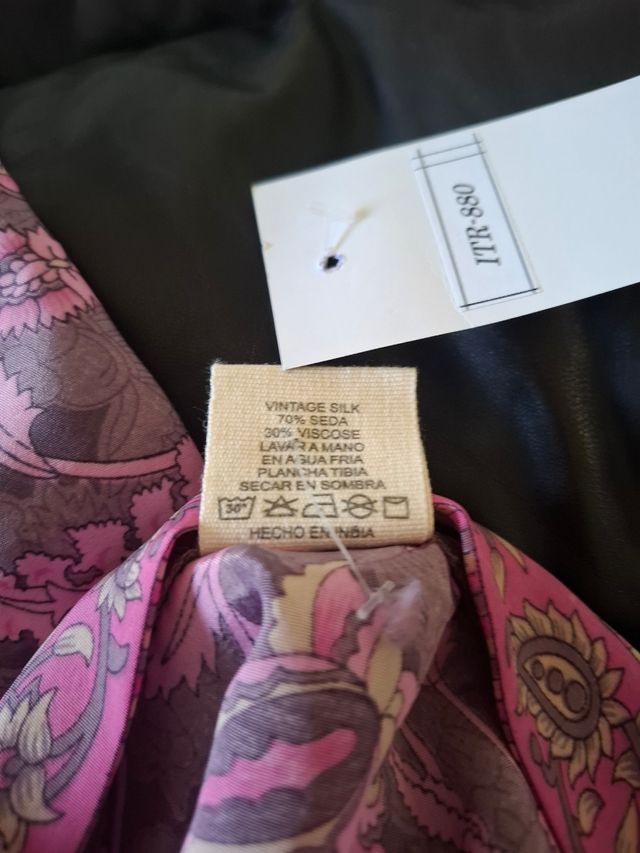 ITR-880
VINTAGE SILK
70% SEDA
30% VISCOSE
LAVAR A MANO
EN AGUA FRIA
PLANCHA TIBIA
SECAR EN SOMBRA
30°
HECHO EN INDIA